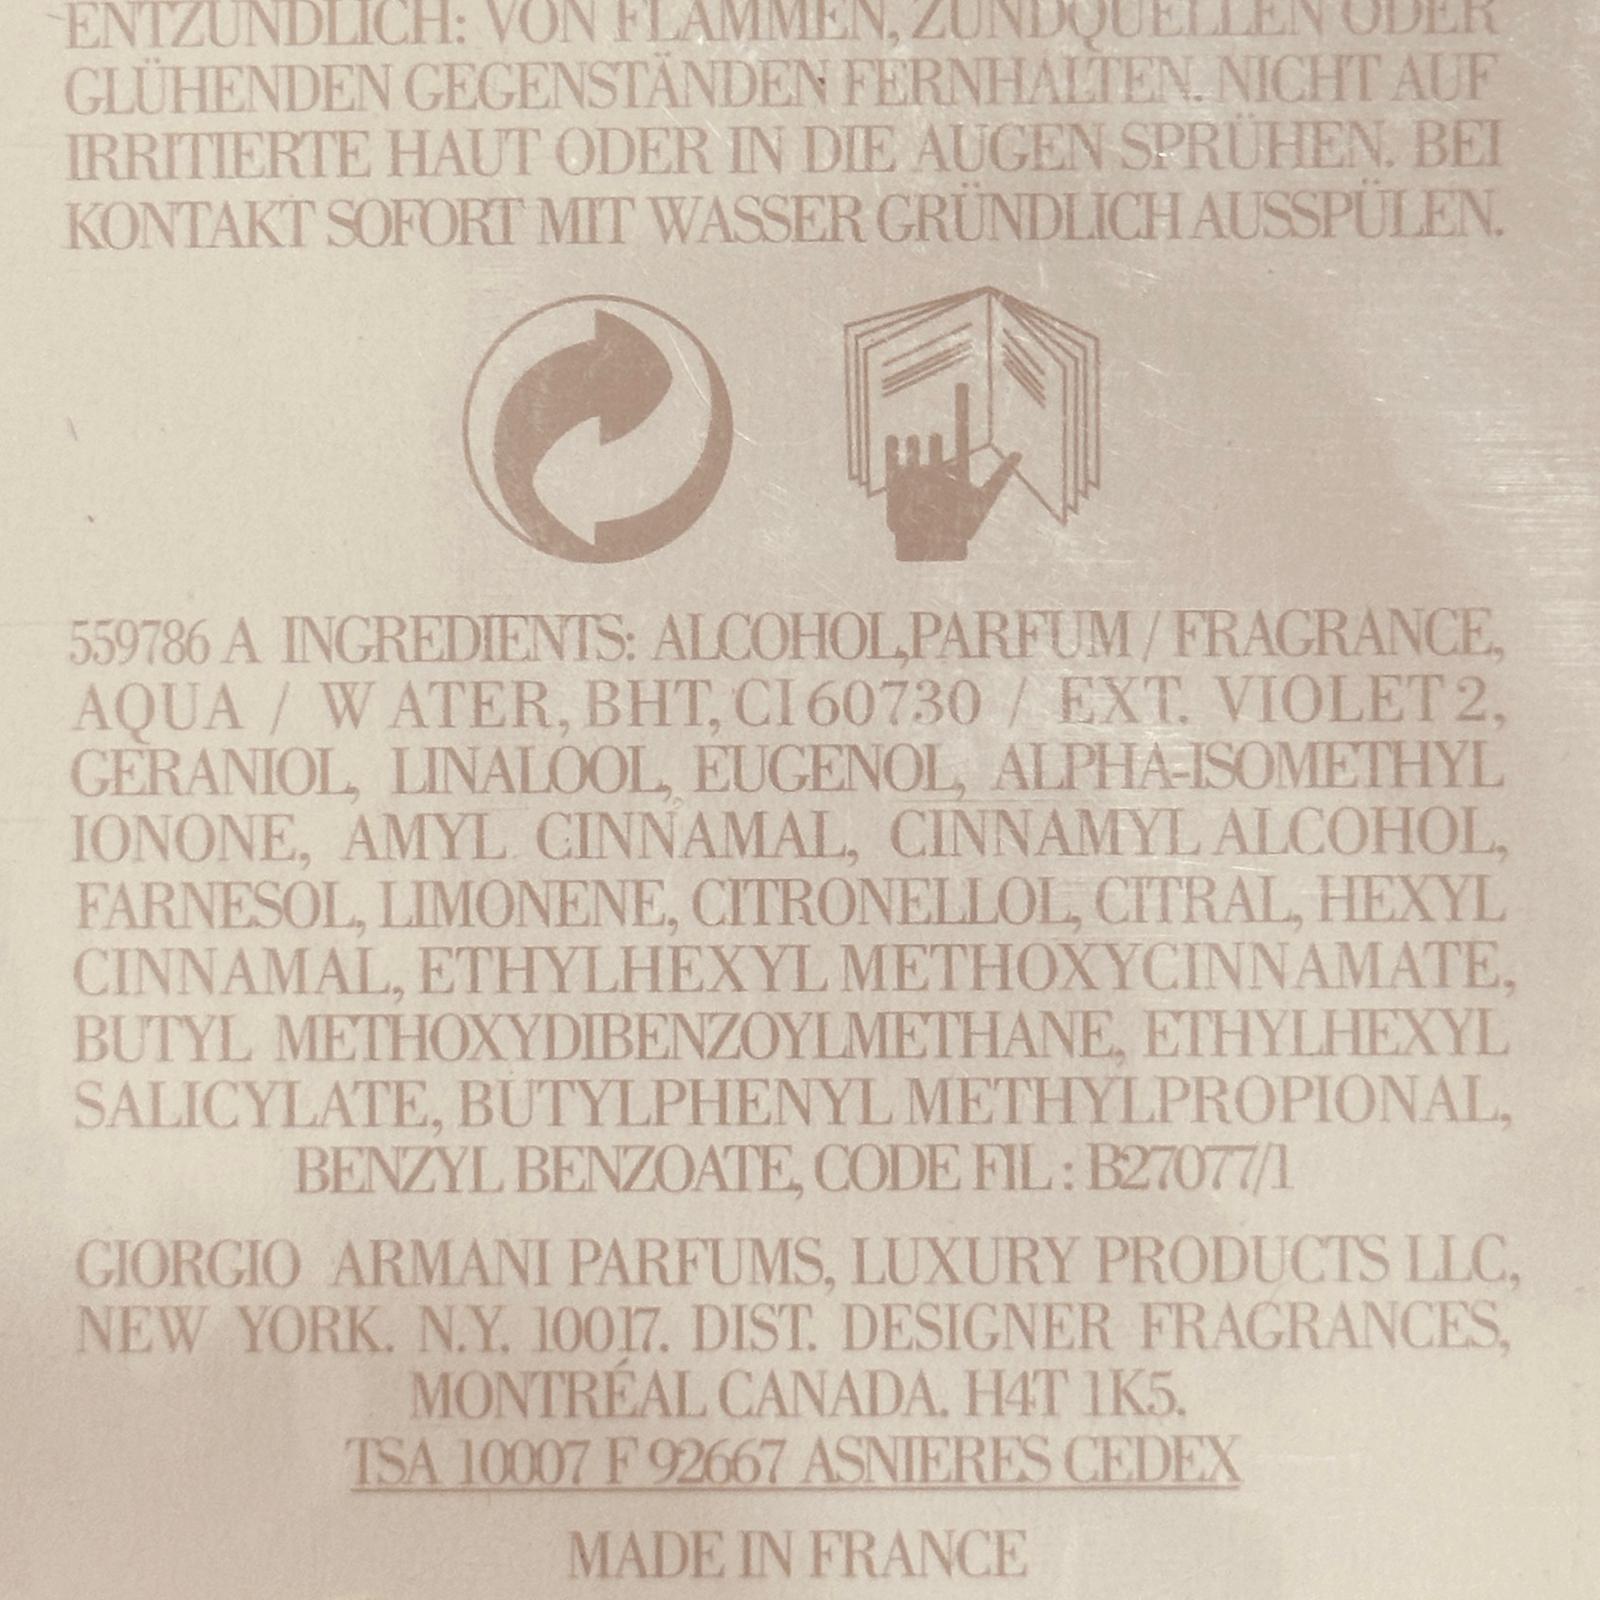 ENTZÜNDLICH: VON FLAMMEN, ZÜNDQUELLEN ODER
GLÜHENDEN GEGENSTÄNDEN FERNHALTEN. NICHT AUF
IRRITIERTE HAUT ODER IN DIE AUGEN SPRÜHEN. BEI
KONTAKT SOFORT MIT WASSER GRÜNDLICH AUSSPÜLEN.
559786 A INGREDIENTS: ALCOHOL,PARFUM / FRAGRANCE,
AQUA / W ATER, BHT, CI 60730 / EXT. VIOLET 2,
GERANIOL, LINALOOL, EUGENOL, ALPHA-ISOMETHYL
IONONE, AMYL CINNAMAL, CINNAMYL ALCOHOL,
FARNESOL, LIMONENE, CITRONELLOL, CITRAL, HEXYL
CINNAMAL, ETHYLHEXYL METHOXYCINNAMATE,
BUTYL METHOXYDIBENZOYLMETHANE, ETHYLHEXYL
SALICYLATE, BUTYLPHENYL METHYLPROPIONAL,
BENZYL BENZOATE, CODE FIL : B27077/1
GIORGIO ARMANI PARFUMS, LUXURY PRODUCTS LLC,
NEW YORK. N.Y. 10017. DIST. DESIGNER FRAGRANCES,
MONTRÉAL CANADA. H4T 1K5.
TSA 10007 F 92667 ASNIERES CEDEX
MADE IN FRANCE